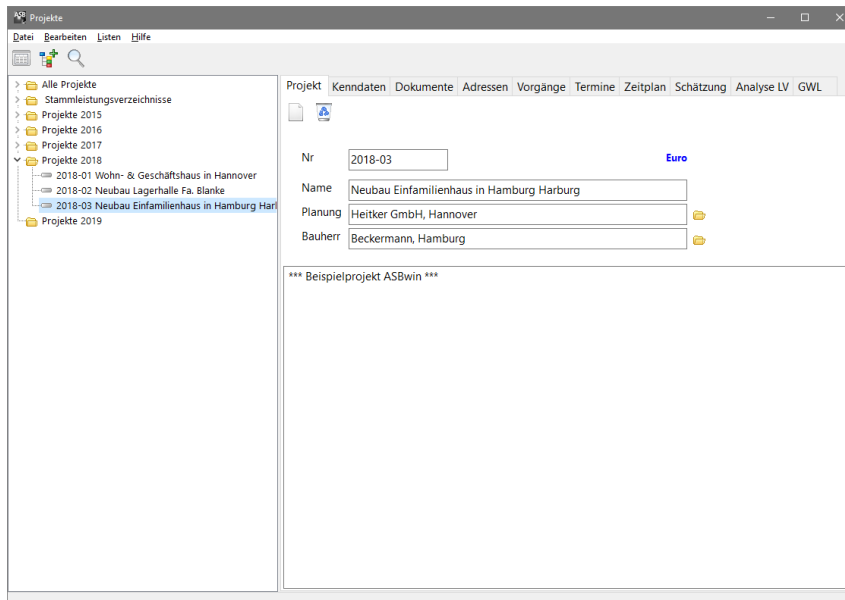 ASB Projekte
Datei Bearbeiten Listen Hilfe
Alle Projekte
Stammleistungsverzeichnisse
Projekte 2015
Projekte 2016
Projekte 2017
Projekte 2018
2018-01 Wohn- & Geschäftshaus in Hannover
2018-02 Neubau Lagerhalle Fa. Blanke
2018-03 Neubau Einfamilienhaus in Hamburg Harl
Projekte 2019
Projekt Kenndaten Dokumente Adressen Vorgänge Termine Zeitplan Schätzung Analyse LV GWL
Nr 2018-03 Euro
Name Neubau Einfamilienhaus in Hamburg Harburg
Planung Heitker GmbH, Hannover
Bauherr Beckermann, Hamburg
*** Beispielprojekt ASBwin ***